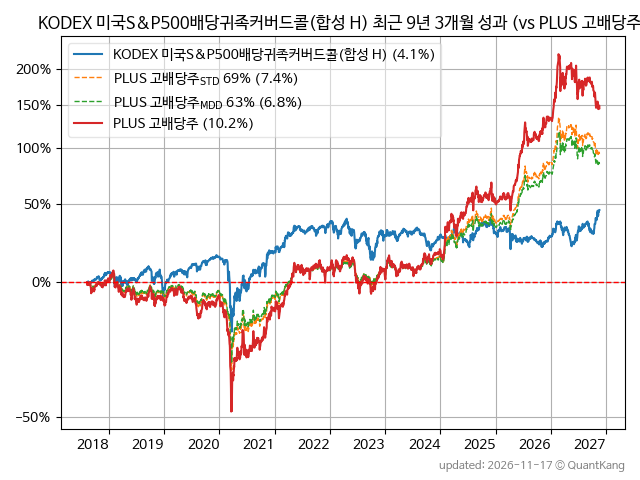 KODEX 미국S&P500배당귀족커버드콜(합성 H) 최근 9년 3개월 성과 (vs PLUS 고배당주
KODEX 미국S&P500배당귀족커버드콜(합성 H) (4.1%)
PLUS 고배당주STD 69% (7.4%)
PLUS 고배당주MDD 63% (6.8%)
PLUS 고배당주 (10.2%)
200%
150%
100%
50%
0%
−50%
2018 2019 2020 2021 2022 2023 2024 2025 2026 2027
updated: 2026-11-17 © QuantKang